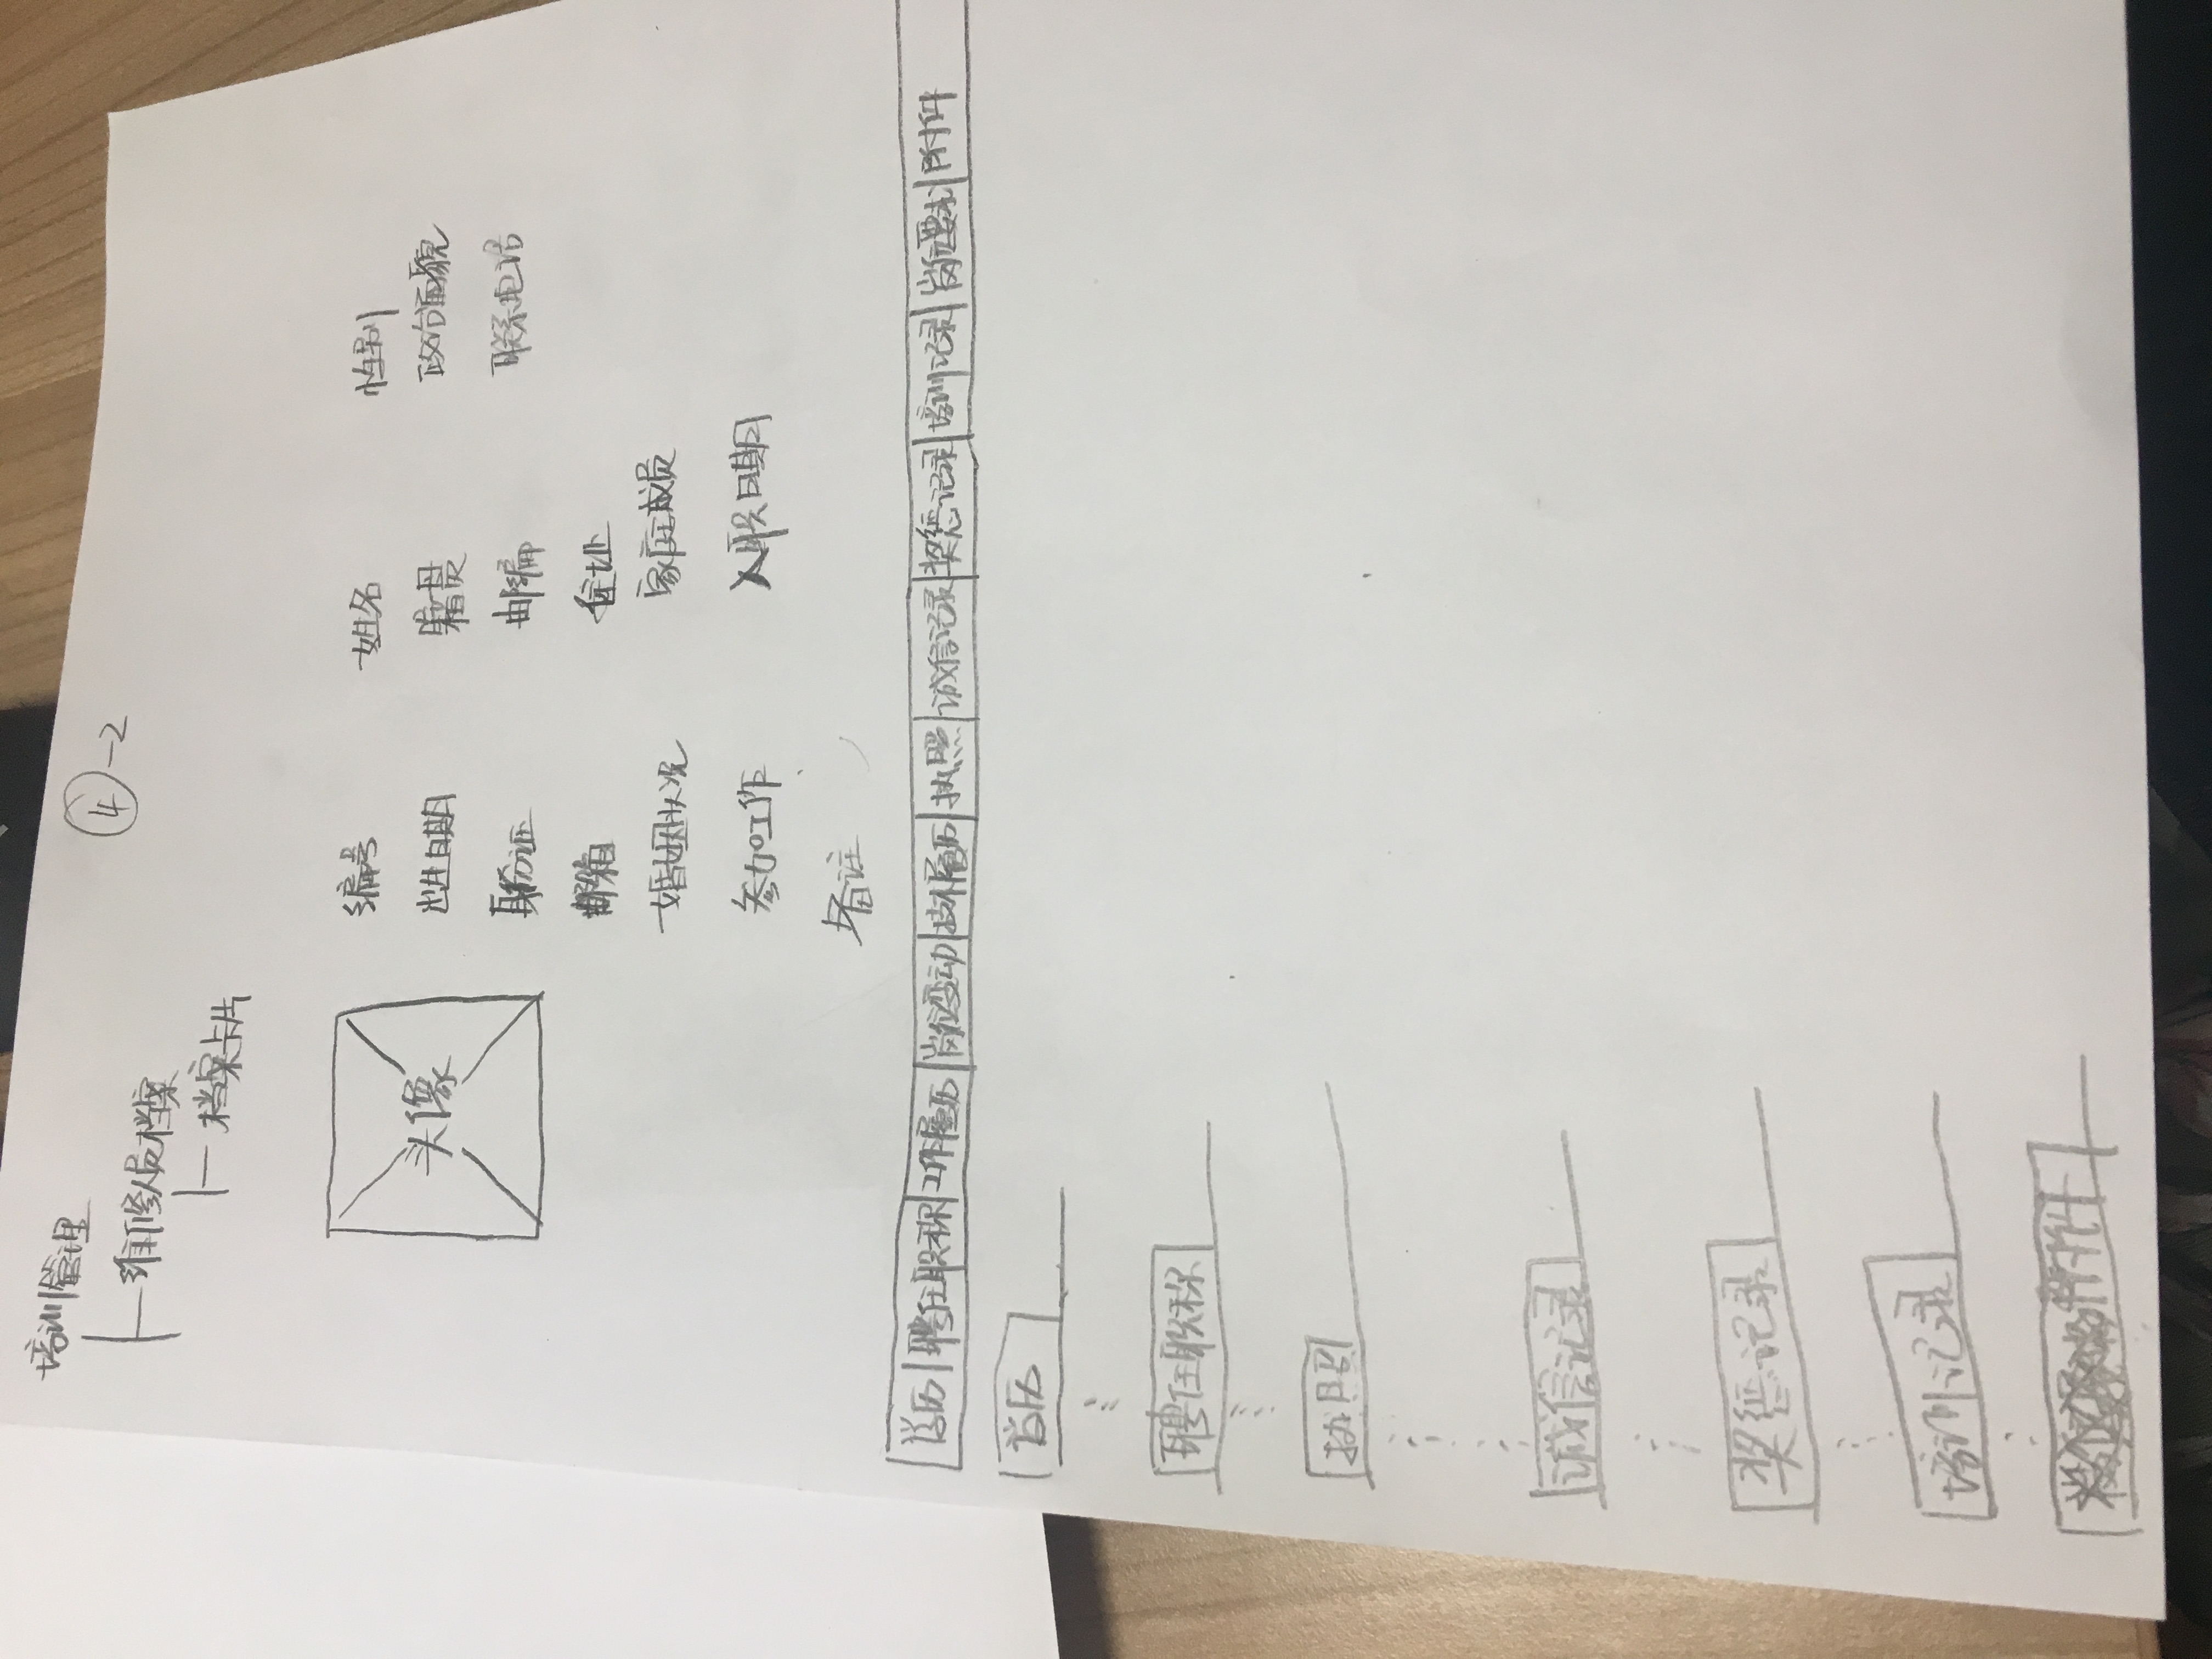 培训管理
④-2
维修人员档案
档案卡片
头像
编号 姓名 性别
出生日期 籍贯 政治面貌
身份证 邮编 联系电话
邮箱 住址
婚姻状况 家庭成员
参加工作 入职日期
备注
学历 聘任职称 工作履历 岗位变动 技术履历 执照 诚信记录 奖惩记录 培训记录 岗位要求 附件
学历
聘任职称
执照
诚信记录
奖惩记录
培训记录
附件